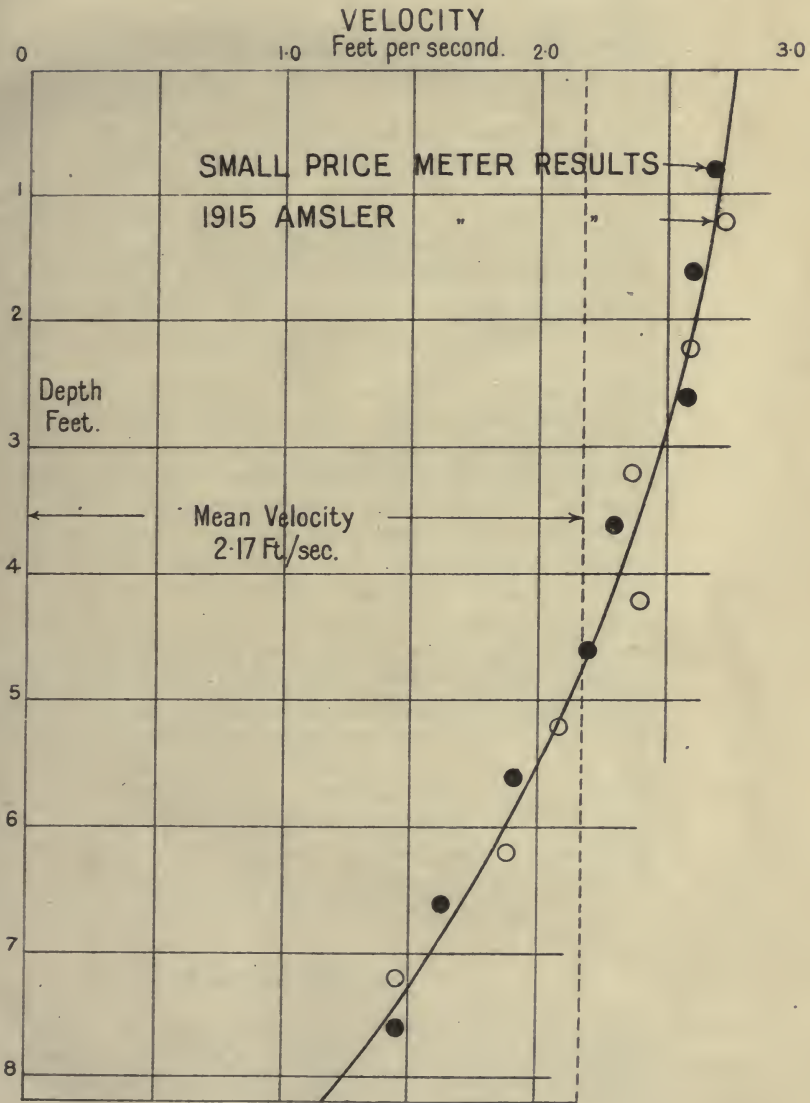 VELOCITY
Feet per second.
0 1·0 2·0 3·0
SMALL PRICE METER RESULTS
1
1915 AMSLER " "
2
Depth
Feet.
3
Mean Velocity
2·17 Ft./sec.
4
5
6
7
8